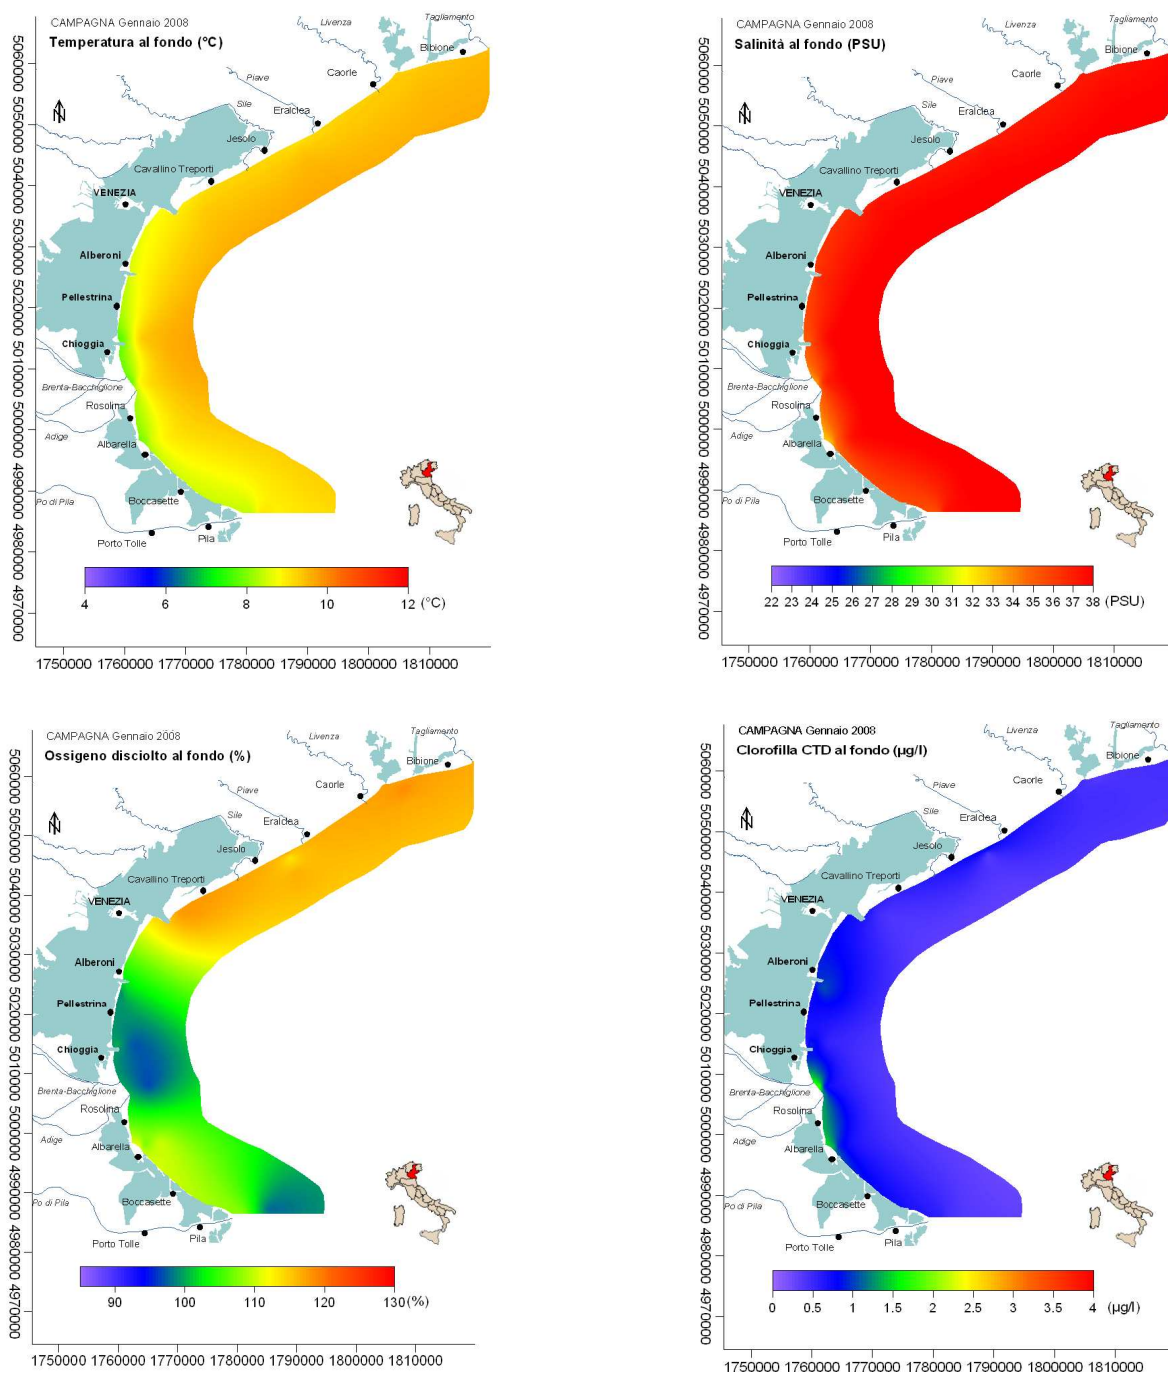 CAMPAGNA Gennaio 2008
Temperatura al fondo (°C)
Livenza
Tagliamento
Bibione
Caorle
Piave
Eraclea
Sile
Jesolo
Cavallino Treporti
VENEZIA
Alberoni
Pellestrina
Chioggia
Brenta-Bacchiglione
Rosolina
Adige
Albarella
Boccasette
Po di Pila
Porto Tolle
Pila
N
4 6 8 10 12 (°C)
5060000
5050000
5040000
5030000
5020000
5010000
5000000
4990000
4980000
4970000
1750000 1760000 1770000 1780000 1790000 1800000 1810000
CAMPAGNA Gennaio 2008
Salinità al fondo (PSU)
Livenza
Tagliamento
Bibione
Caorle
Piave
Eraclea
Sile
Jesolo
Cavallino Treporti
VENEZIA
Alberoni
Pellestrina
Chioggia
Brenta-Bacchiglione
Rosolina
Adige
Albarella
Boccasette
Po di Pila
Porto Tolle
Pila
N
22 23 24 25 26 27 28 29 30 31 32 33 34 35 36 37 38 (PSU)
5060000
5050000
5040000
5030000
5020000
5010000
5000000
4990000
4980000
4970000
1750000 1760000 1770000 1780000 1790000 1800000 1810000
CAMPAGNA Gennaio 2008
Ossigeno disciolto al fondo (%)
Livenza
Tagliamento
Bibione
Caorle
Piave
Eraclea
Sile
Jesolo
Cavallino Treporti
VENEZIA
Alberoni
Pellestrina
Chioggia
Brenta-Bacchiglione
Rosolina
Adige
Albarella
Boccasette
Po di Pila
Porto Tolle
Pila
N
90 100 110 120 130 (%)
5060000
5050000
5040000
5030000
5020000
5010000
5000000
4990000
4980000
4970000
1750000 1760000 1770000 1780000 1790000 1800000 1810000
CAMPAGNA Gennaio 2008
Clorofilla CTD al fondo (µg/l)
Livenza
Tagliamento
Bibione
Caorle
Piave
Eraclea
Sile
Jesolo
Cavallino Treporti
VENEZIA
Alberoni
Pellestrina
Chioggia
Brenta-Bacchiglione
Rosolina
Adige
Albarella
Boccasette
Po di Pila
Porto Tolle
Pila
N
0 0.5 1 1.5 2 2.5 3 3.5 4 (µg/l)
5060000
5050000
5040000
5030000
5020000
5010000
5000000
4990000
4980000
4970000
1750000 1760000 1770000 1780000 1790000 1800000 1810000